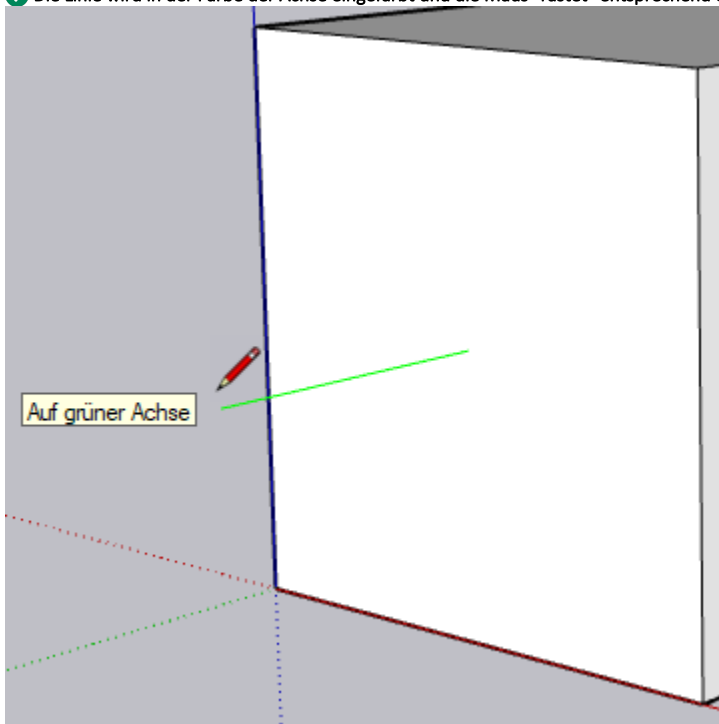 Die Linie wird in der Farbe der Achse eingefärbt und die Maus "rastet" entsprechend
Auf grüner Achse